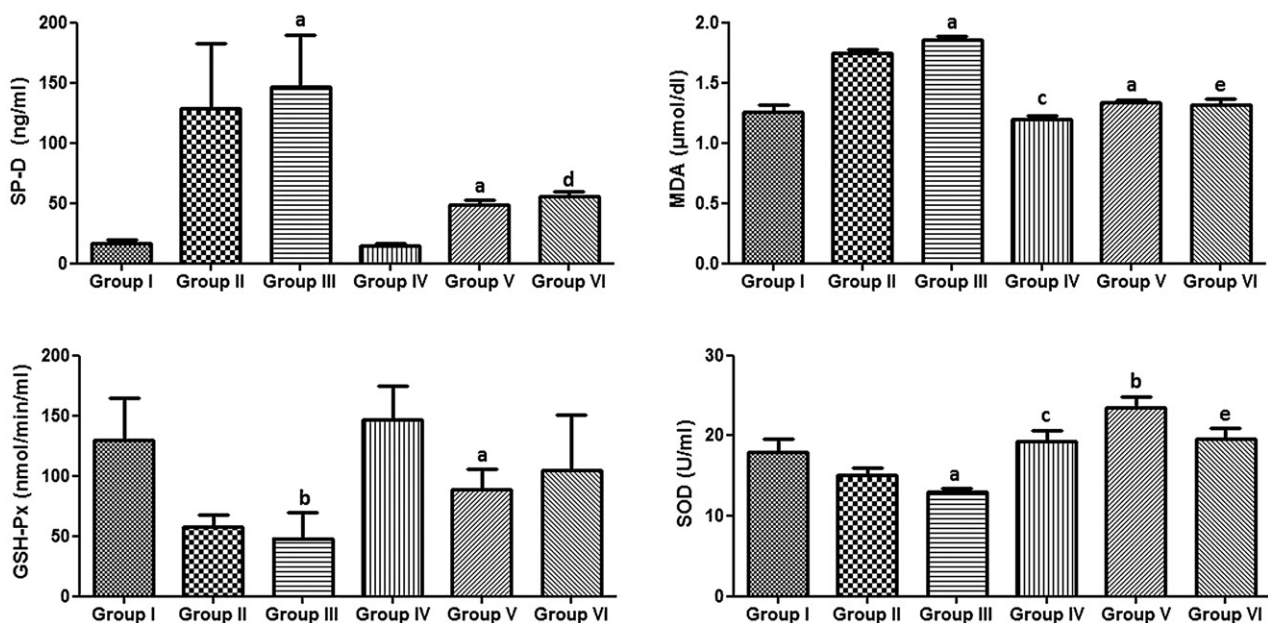 SP-D (ng/ml)
200
150
100
50
0
a
a
d
Group I Group II Group III Group IV Group V Group VI
MDA (µmol/dl)
2.0
1.5
1.0
0.5
0.0
a
c
a
e
Group I Group II Group III Group IV Group V Group VI
GSH-Px (nmol/min/ml)
200
150
100
50
0
b
a
Group I Group II Group III Group IV Group V Group VI
SOD (U/ml)
30
20
10
0
a
c
b
e
Group I Group II Group III Group IV Group V Group VI